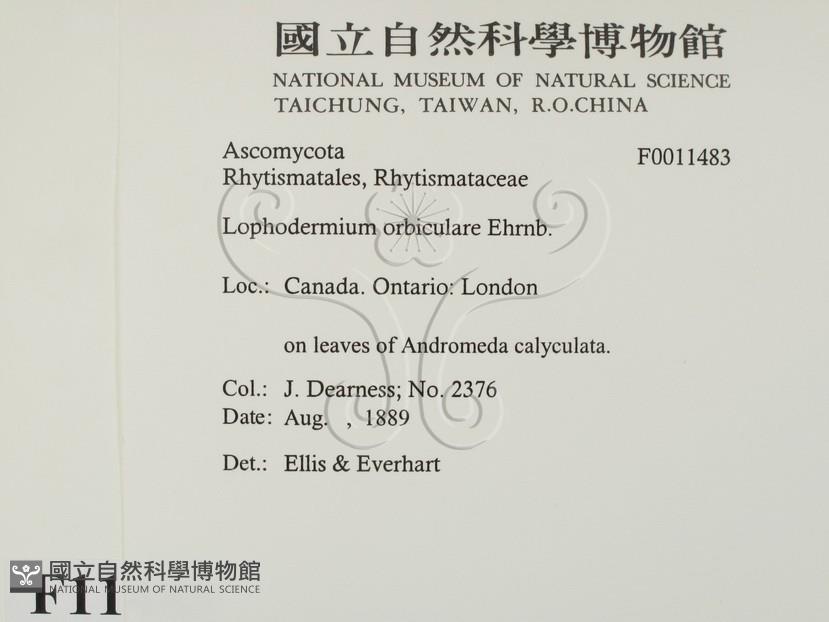 國立自然科學博物館
NATIONAL MUSEUM OF NATURAL SCIENCE
TAICHUNG, TAIWAN, R.O.CHINA
Ascomycota
F0011483
Rhytismatales, Rhytismataceae
Lophodermium orbiculare Ehrnb.
Loc.: Canada. Ontario: London
on leaves of Andromeda calyculata.
Col.: J. Dearness; No. 2376
Date: Aug. , 1889
Det.: Ellis & Everhart
國立自然科學博物館
NATIONAL MUSEUM OF NATURAL SCIENCE
F11